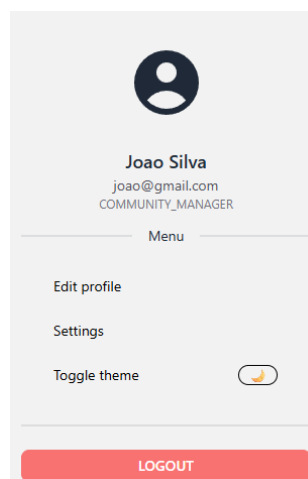 Joao Silva
joao@gmail.com
COMMUNITY_MANAGER
Menu
Edit profile
Settings
Toggle theme
LOGOUT